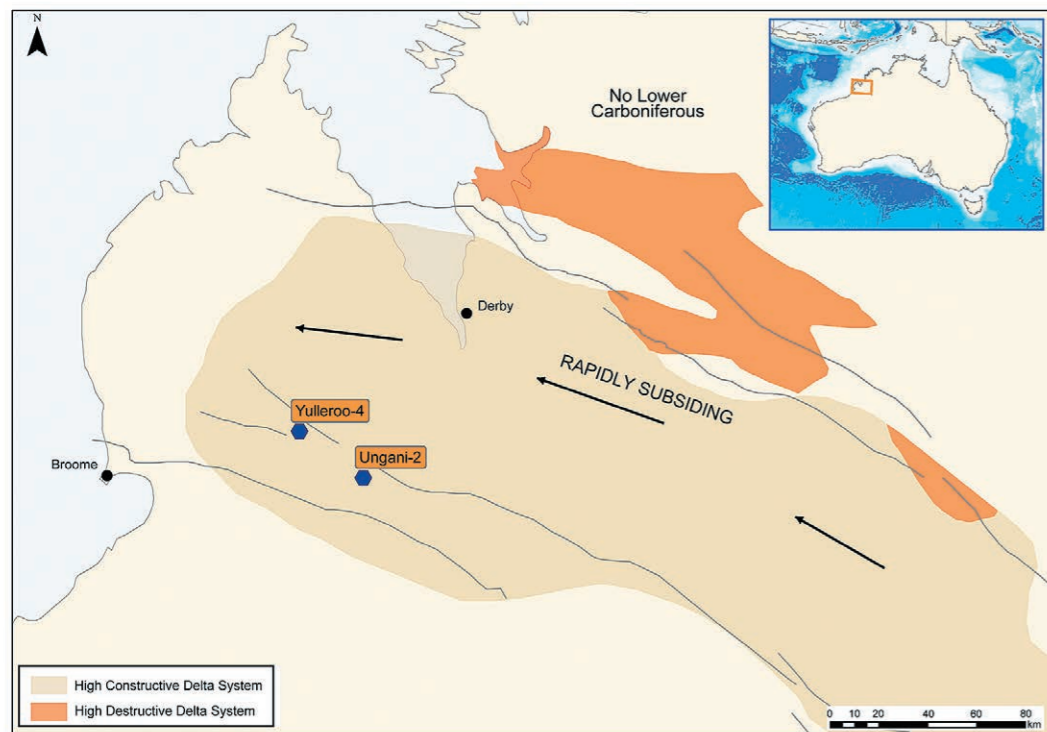 N
No Lower
Carboniferous
Derby
RAPIDLY SUBSIDING
Yulleroo-4
Ungani-2
Broome
High Constructive Delta System
High Destructive Delta System
0 10 20 40 60 80
km